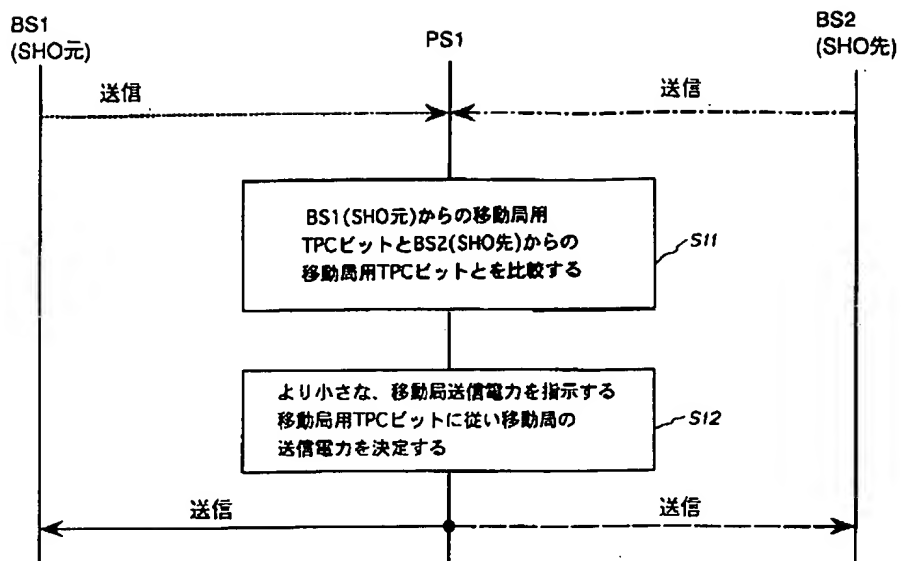 BS1
(SHO元)
PS1
BS2
(SHO先)
送信
送信
BS1(SHO元)からの移動局用
TPCビットとBS2(SHO先)からの
移動局用TPCビットとを比較する
S11
より小さな、移動局送信電力を指示する
移動局用TPCビットに従い移動局の
送信電力を決定する
S12
送信
送信